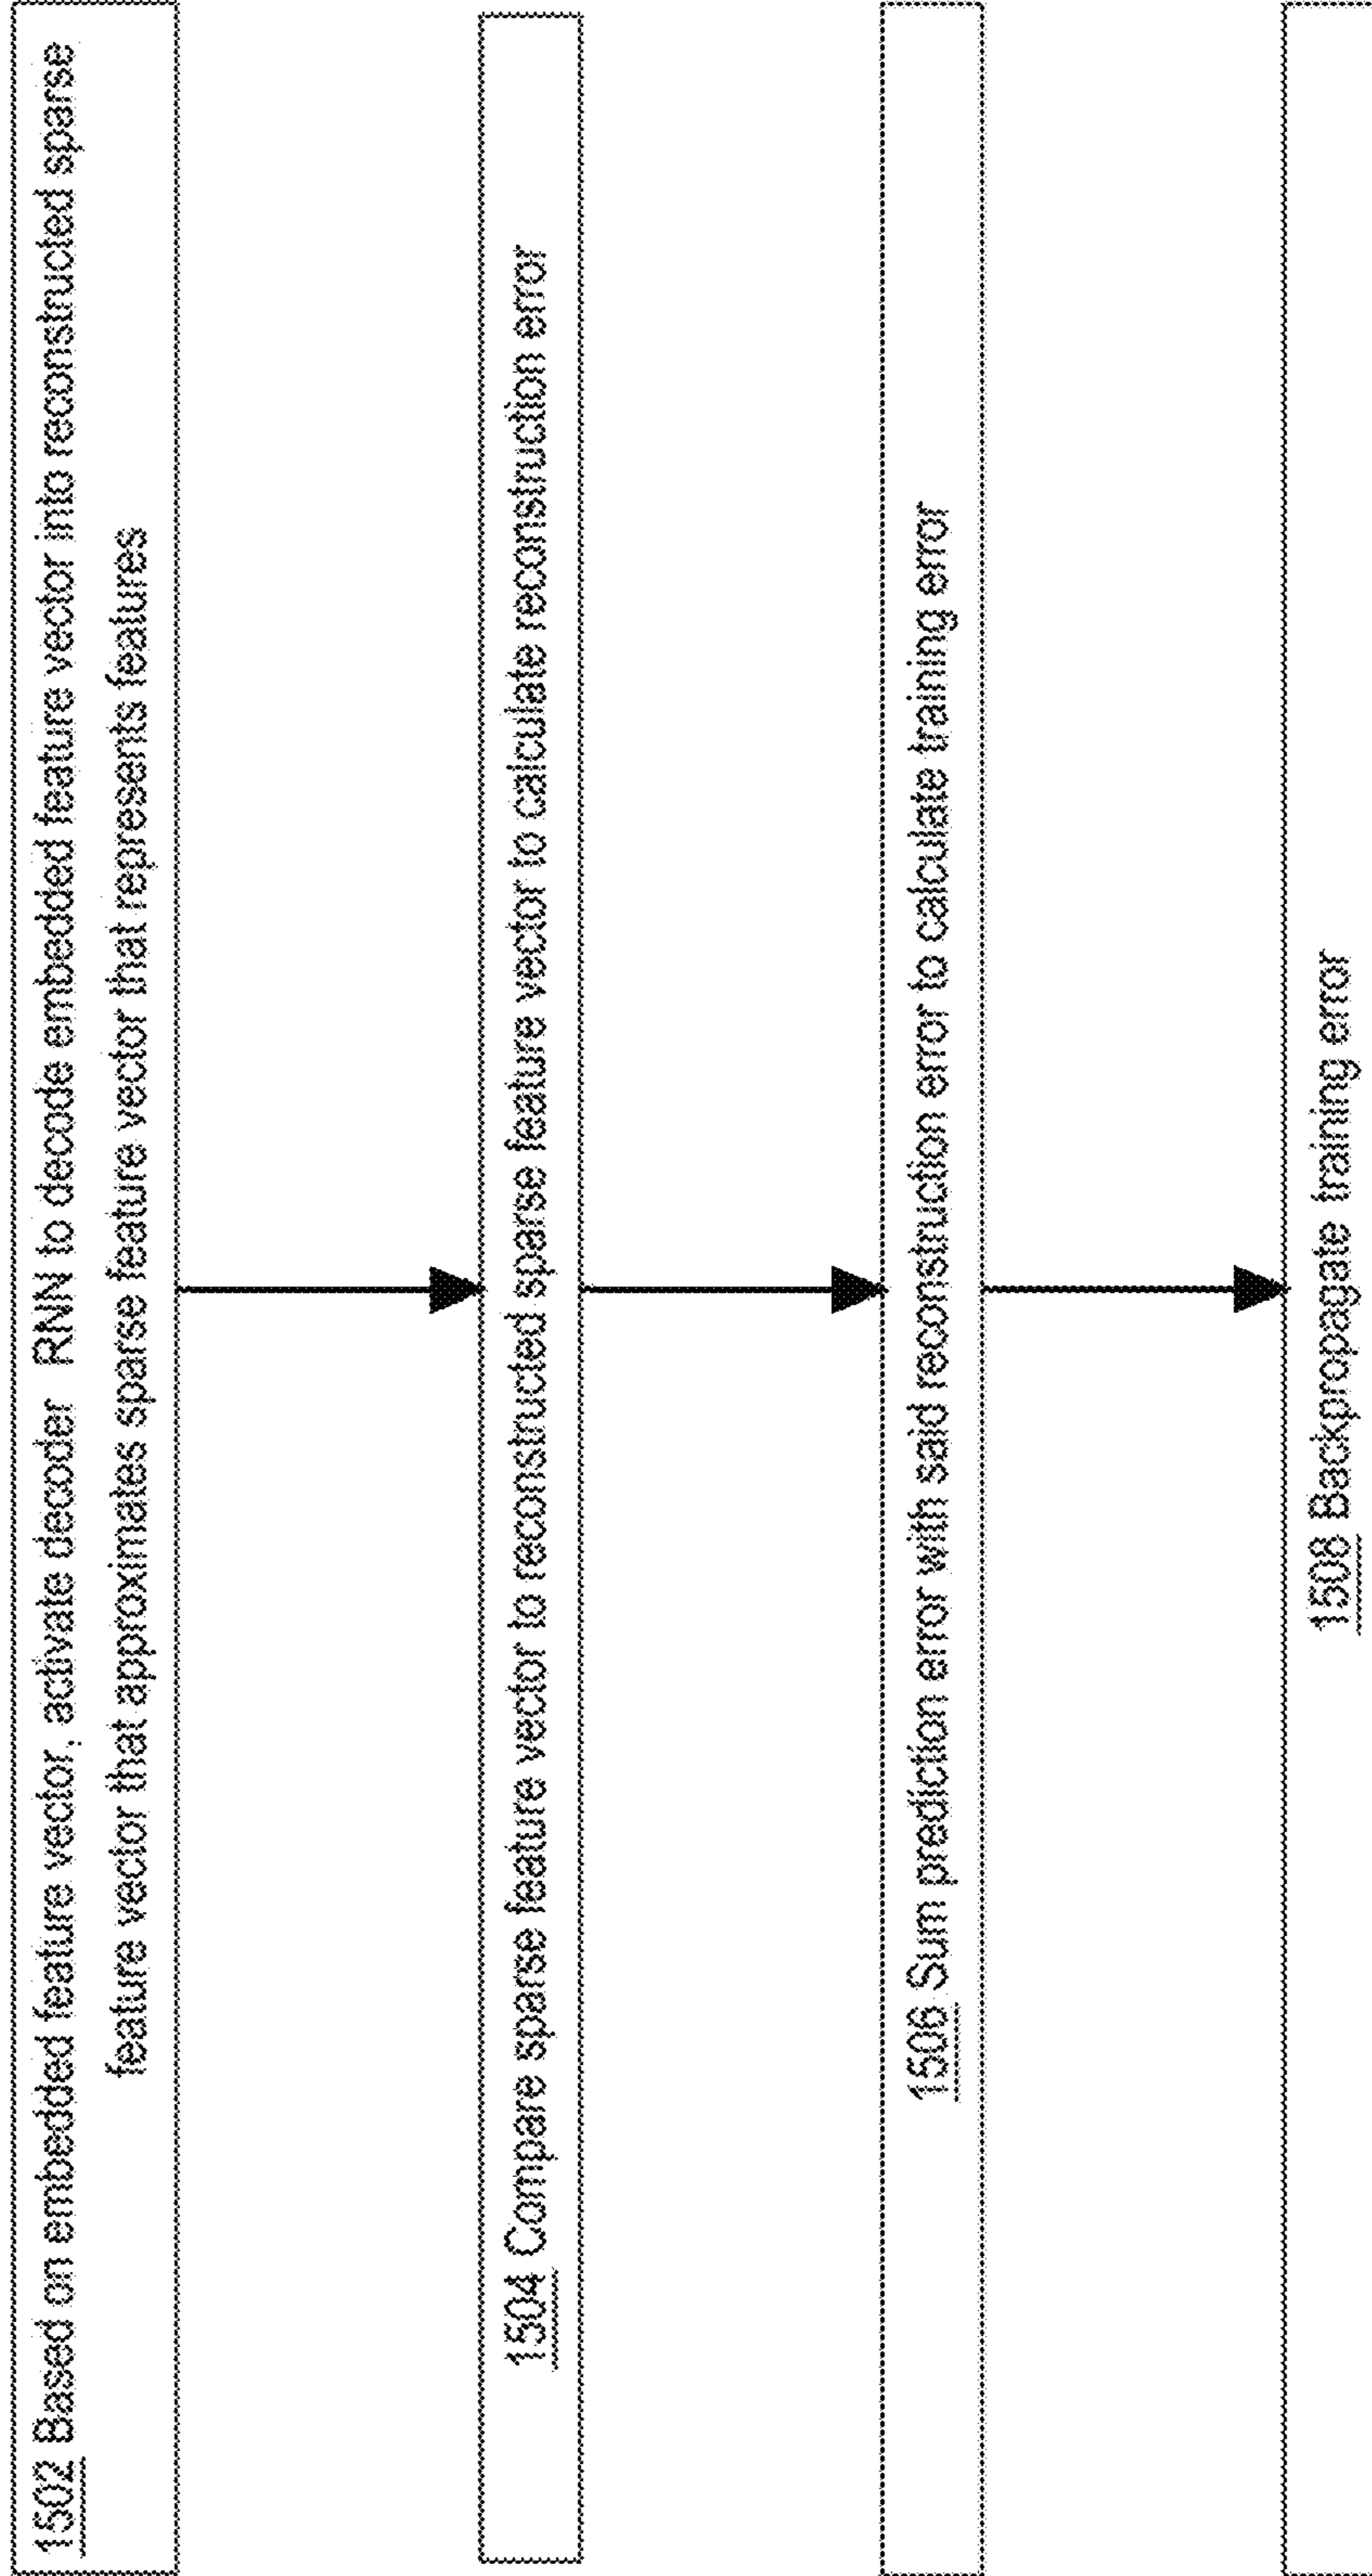 1502 Based on embedded feature vector, activate decoder RNN to decode embedded feature vector into reconstructed sparse
feature vector that approximates sparse feature vector that represents features
1504 Compare sparse feature vector to reconstructed sparse feature vector to calculate reconstruction error
1506 Sum prediction error with said reconstruction error to calculate training error
1508 Backpropagate training error